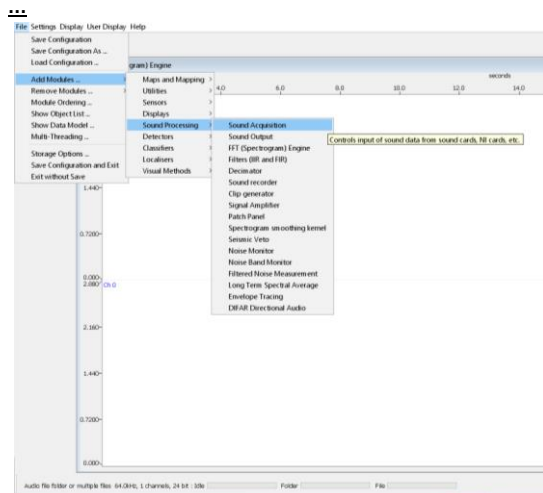 ...
File Settings Display User Display Help
Save Configuration
Save Configuration As ...
Load Configuration ...
Add Modules ...
Remove Modules ...
Module Ordering ...
Show Object List ...
Show Data Model ...
Multi-Threading ...
Storage Options ...
Save Configuration and Exit
Exit without Save
gram) Engine
Maps and Mapping
Utilities
Sensors
Displays
Sound Processing
Detectors
Classifiers
Localisers
Visual Methods
Sound Acquisition
Sound Output
FFT (Spectrogram) Engine
Filters (IIR and FIR)
Decimator
Sound recorder
Clip generator
Signal Amplifier
Patch Panel
Spectrogram smoothing kernel
Seismic Veto
Noise Monitor
Noise Band Monitor
Filtered Noise Measurement
Long Term Spectral Average
Envelope Tracing
DIFAR Directional Audio
Controls input of sound data from sound cards, NI cards, etc.
seconds
4.0 6.0 8.0 10.0 12.0 14.0
1.440
0.7200
0.000
2.880 Ch 0
2.160
1.440
0.7200
0.000
Audio file folder or multiple files 64.0kHz, 1 channels, 24 bit : Idle Folder File